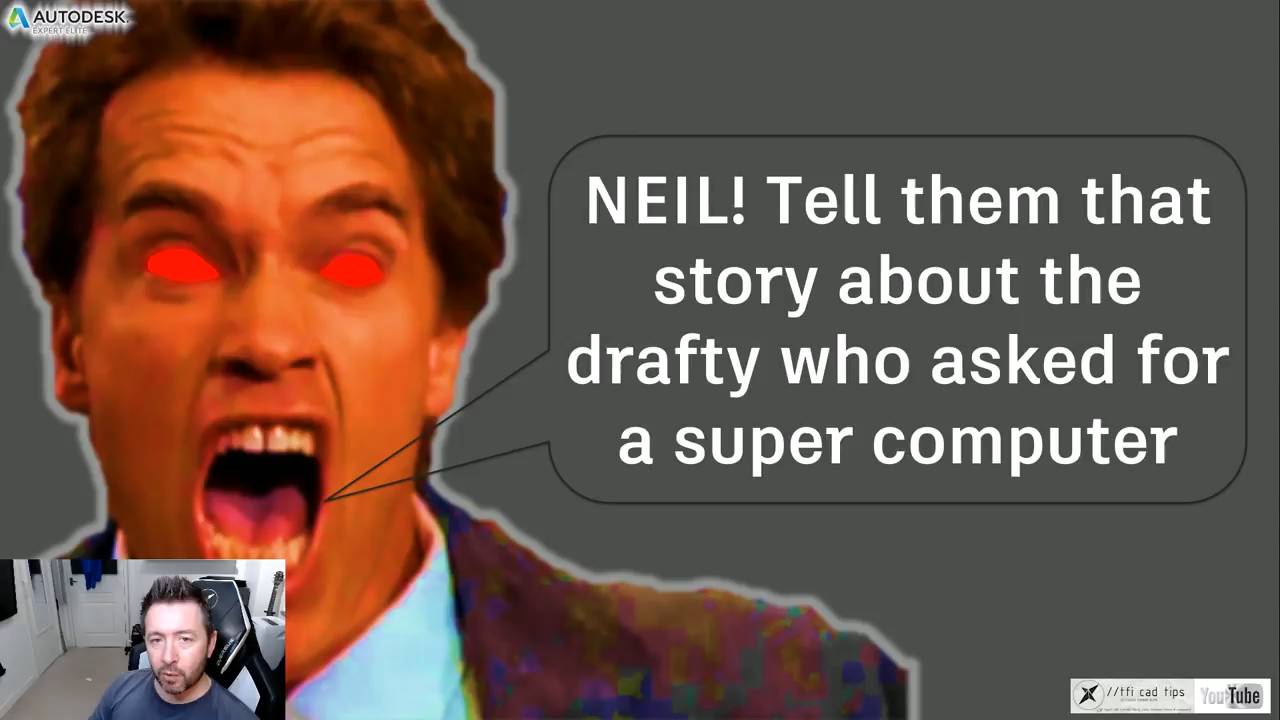 AUTODESK.
EXPERT ELITE
NEIL! Tell them that
story about the
drafty who asked for
a super computer
//tfi cad tips
YouTube